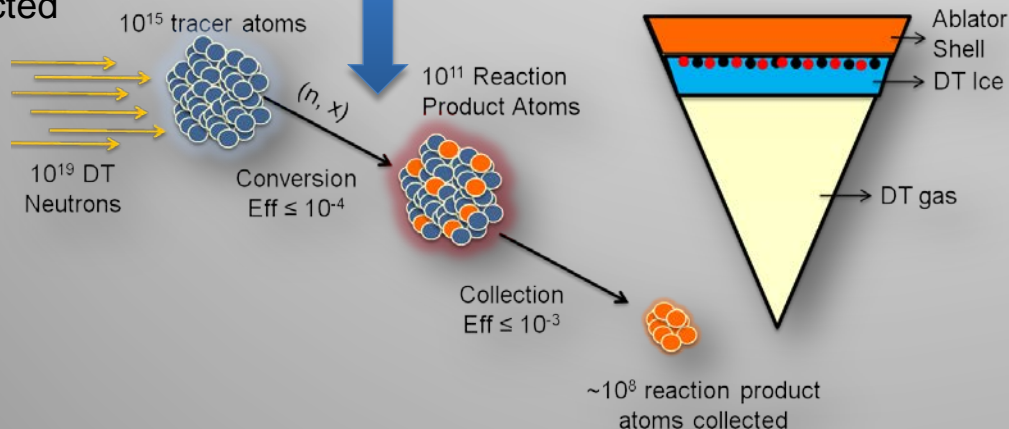 cted
10¹⁵ tracer atoms
10¹⁹ DT
Neutrons
(n, x)
Conversion
Eff ≤ 10⁻⁴
10¹¹ Reaction
Product Atoms
Collection
Eff ≤ 10⁻³
~10⁸ reaction product
atoms collected
Ablator
Shell
DT Ice
DT gas